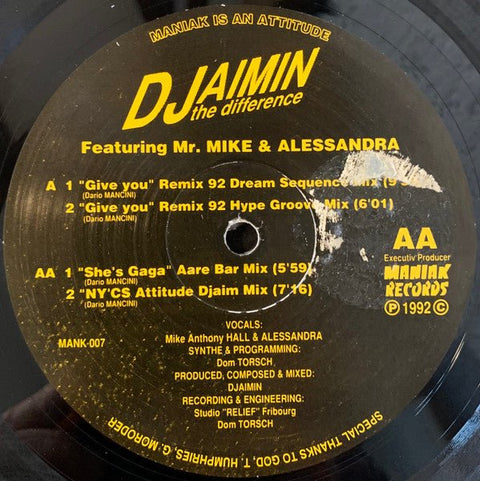 MANIAK IS AN ATTITUDE
DJAIMIN
the difference
Featuring Mr. MIKE & ALESSANDRA
A 1 "Give you" Remix 92 Dream Sequence Mix
(Dario MANCINI)
2 "Give you" Remix 92 Hype Groove Mix (6'01)
(Dario MANCINI)
AA 1 "She's Gaga" Aare Bar Mix (5'59)
(Dario MANCINI)
2 "NY'CS Attitude Djaim Mix (7'16)
(Dario MANCINI)
AA
Executiv' Producer
MANIAK
RECORDS
℗ 1992 ©
MANK-007
VOCALS:
Mike Anthony HALL & ALESSANDRA
SYNTHE & PROGRAMMING:
Dom TORSCH
PRODUCED, COMPOSED & MIXED:
DJAIMIN
RECORDING & ENGINEERING:
Studio "RELIEF" Fribourg
Dom TORSCH
SPECIAL THANKS TO GOD, T. HUMPHRIES, G. MORODER